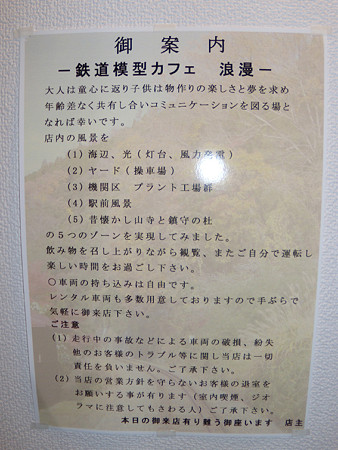 御案内
－鉄道模型カフェ 浪漫－
大人は童心に返り子供は物作りの楽しさと夢を求め
年齢差なく共有し合いコミュニケーションを図る場と
なれば幸いです。
店内の風景を
(1) 海辺、光（灯台、風力発電）
(2) ヤード（操車場）
(3) 機関区 プラント工場群
(4) 駅前風景
(5) 昔懐かし山寺と鎮守の杜
の５つのゾーンを実現してみました。
飲み物を召し上がりながら観覧、またご自分で運転し
楽しい時間をお過ごし下さい。
○車両の持ち込みは自由です。
レンタル車両も多数用意しておりますので手ぶらで
気軽に御来店下さい。
ご注意
(1) 走行中の事故などによる車両の破損、紛失
他のお客様のトラブル等に関し当店は一切
責任を負いません。ご了承下さい。
(2) 当店の営業方針を守らないお客様の退室を
お願いする事が有ります（室内喫煙、ジオ
ラマに注意してもさわる人）ご了承下さい。
本日の御来店有り難う御座います 店主